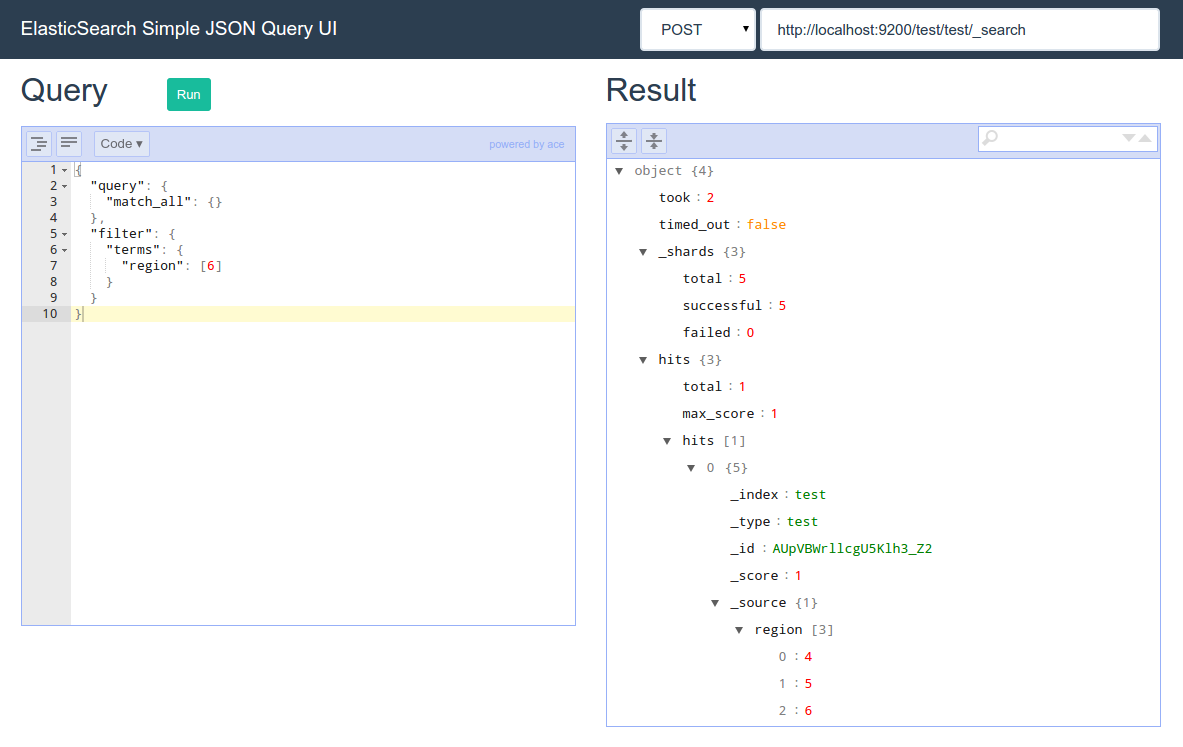 ElasticSearch Simple JSON Query UI
POST
http://localhost:9200/test/test/_search
Query
Run
Code ▾
powered by ace
1 {
2 "query": {
3 "match_all": {}
4 },
5 "filter": {
6 "terms": {
7 "region": [6]
8 }
9 }
10 }
Result
object {4}
took : 2
timed_out : false
_shards {3}
total : 5
successful : 5
failed : 0
hits {3}
total : 1
max_score : 1
hits [1]
0 {5}
_index : test
_type : test
_id : AUpVBWrllcgU5Klh3_Z2
_score : 1
_source {1}
region [3]
0 : 4
1 : 5
2 : 6